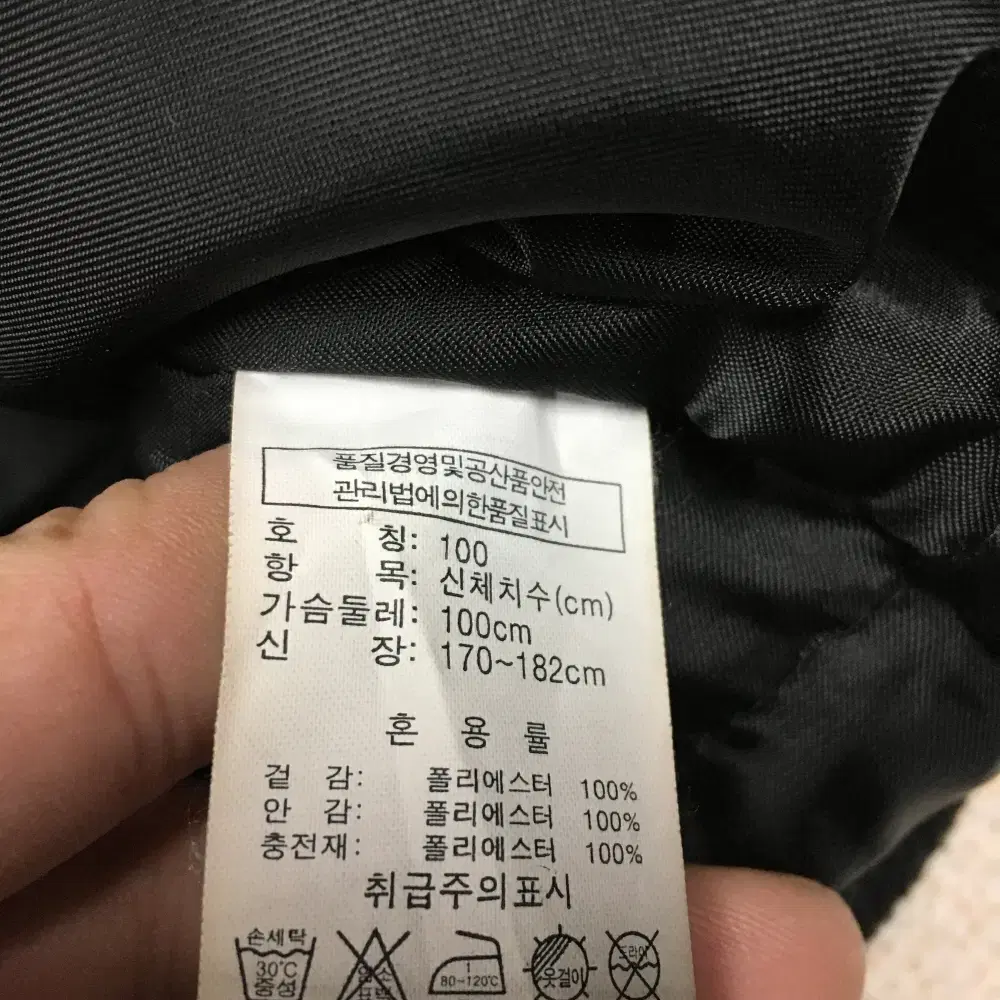 품질경영및공산품안전
관리법에의한품질표시
호 칭: 100
항 목: 신체치수(cm)
가슴둘레: 100cm
신 장: 170~182cm
혼 용 률
겉 감: 폴리에스터 100%
안 감: 폴리에스터 100%
충전재: 폴리에스터 100%
취급주의표시
손세탁
30℃
중성
1
80~120℃
옷걸이
드라이